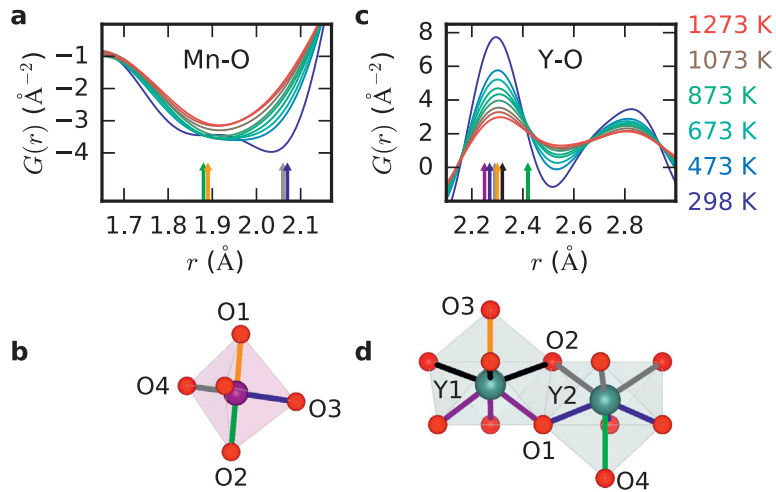 a
Mn-O
G(r) (Å⁻²)
−1
−2
−3
−4
1.7 1.8 1.9 2.0 2.1
r (Å)
c
Y-O
G(r) (Å⁻²)
8
6
4
2
0
2.2 2.4 2.6 2.8
r (Å)
1273 K
1073 K
873 K
673 K
473 K
298 K
b
O1
O4
O3
O2
d
O3
O2
Y1
Y2
O1
O4